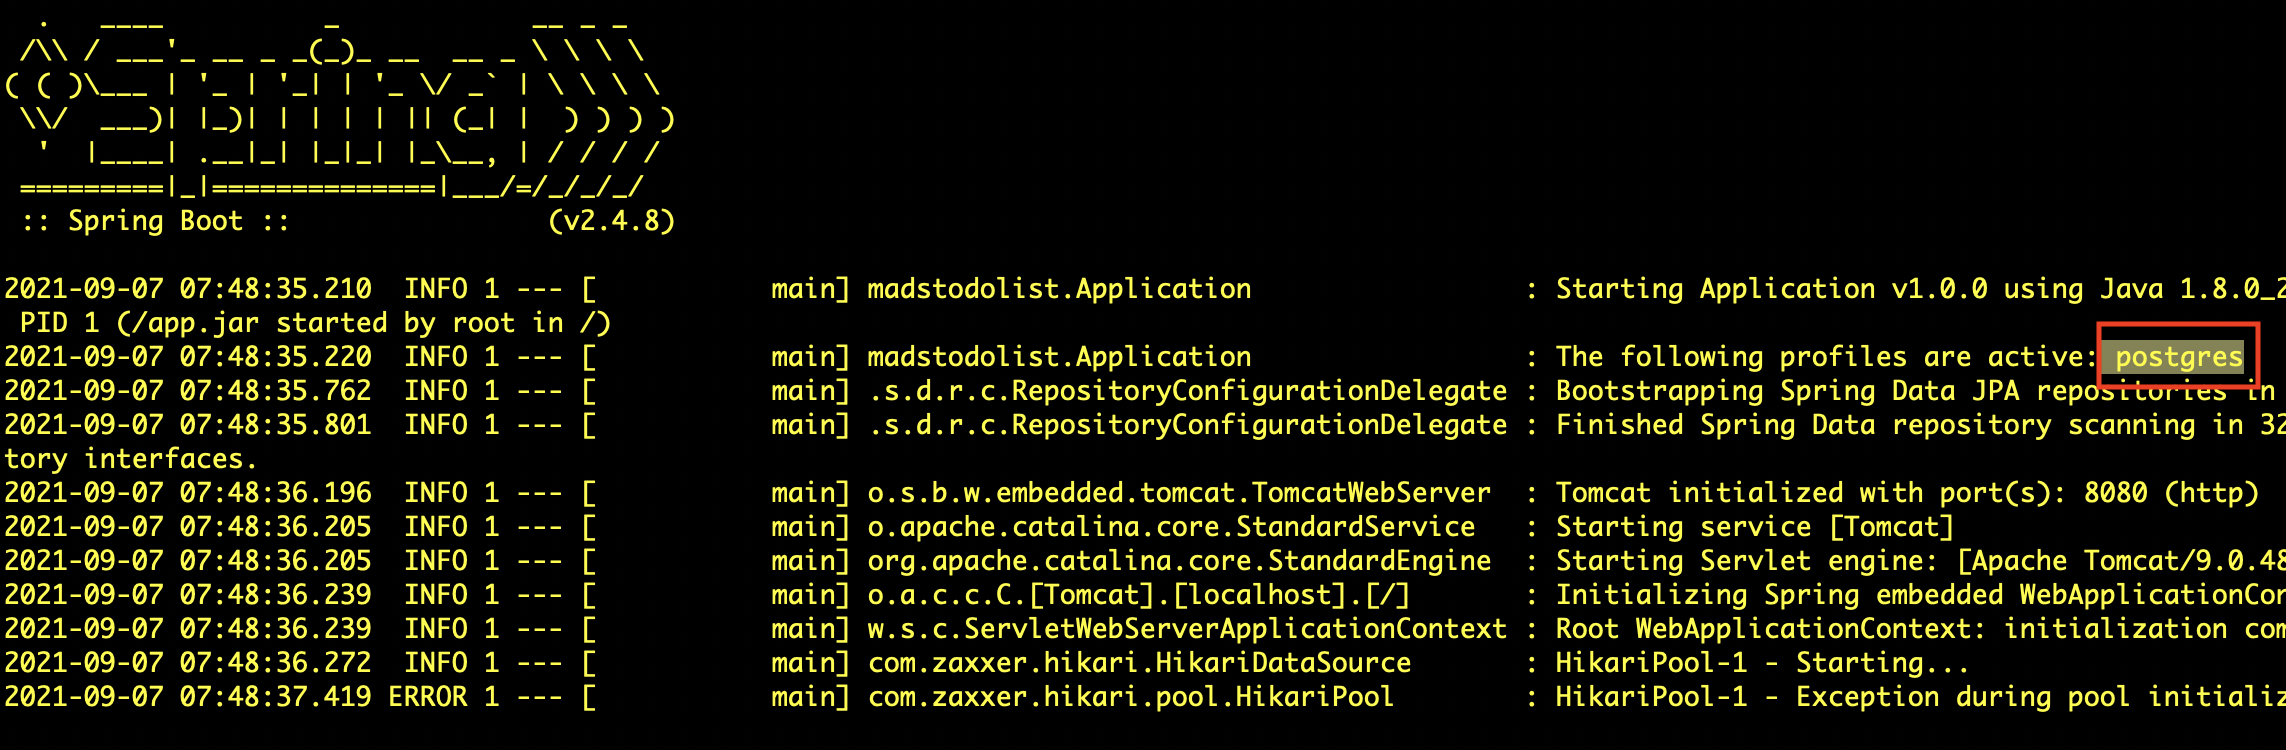 .   ____          _            __ _ _
 /\\ / ___'_ __ _ _(_)_ __  __ _ \ \ \ \
( ( )\___ | '_ | '_| | '_ \/ _` | \ \ \ \
 \\/  ___)| |_)| | | | | || (_| |  ) ) ) )
  '  |____| .__|_| |_|_| |_\__, | / / / /
 =========|_|==============|___/=/_/_/_/
 :: Spring Boot ::                (v2.4.8)
2021-09-07 07:48:35.210  INFO 1 --- [           main] madstodolist.Application                 : Starting Application v1.0.0 using Java 1.8.0_2
 PID 1 (/app.jar started by root in /)
2021-09-07 07:48:35.220  INFO 1 --- [           main] madstodolist.Application                 : The following profiles are active: postgres
2021-09-07 07:48:35.762  INFO 1 --- [           main] .s.d.r.c.RepositoryConfigurationDelegate : Bootstrapping Spring Data JPA repositories in
2021-09-07 07:48:35.801  INFO 1 --- [           main] .s.d.r.c.RepositoryConfigurationDelegate : Finished Spring Data repository scanning in 32
tory interfaces.
2021-09-07 07:48:36.196  INFO 1 --- [           main] o.s.b.w.embedded.tomcat.TomcatWebServer  : Tomcat initialized with port(s): 8080 (http)
2021-09-07 07:48:36.205  INFO 1 --- [           main] o.apache.catalina.core.StandardService   : Starting service [Tomcat]
2021-09-07 07:48:36.205  INFO 1 --- [           main] org.apache.catalina.core.StandardEngine  : Starting Servlet engine: [Apache Tomcat/9.0.48
2021-09-07 07:48:36.239  INFO 1 --- [           main] o.a.c.c.C.[Tomcat].[localhost].[/]       : Initializing Spring embedded WebApplicationCon
2021-09-07 07:48:36.239  INFO 1 --- [           main] w.s.c.ServletWebServerApplicationContext : Root WebApplicationContext: initialization com
2021-09-07 07:48:36.272  INFO 1 --- [           main] com.zaxxer.hikari.HikariDataSource       : HikariPool-1 - Starting...
2021-09-07 07:48:37.419 ERROR 1 --- [           main] com.zaxxer.hikari.pool.HikariPool        : HikariPool-1 - Exception during pool initializ